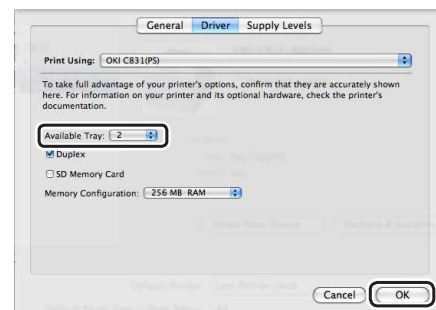 General Driver Supply Levels
Print Using: OKI C831(PS)
To take full advantage of your printer's options, confirm that they are accurately shown
here. For information on your printer and its optional hardware, check the printer's
documentation.
Available Tray: 2
Duplex
SD Memory Card
Memory Configuration: 256 MB RAM
Cancel OK